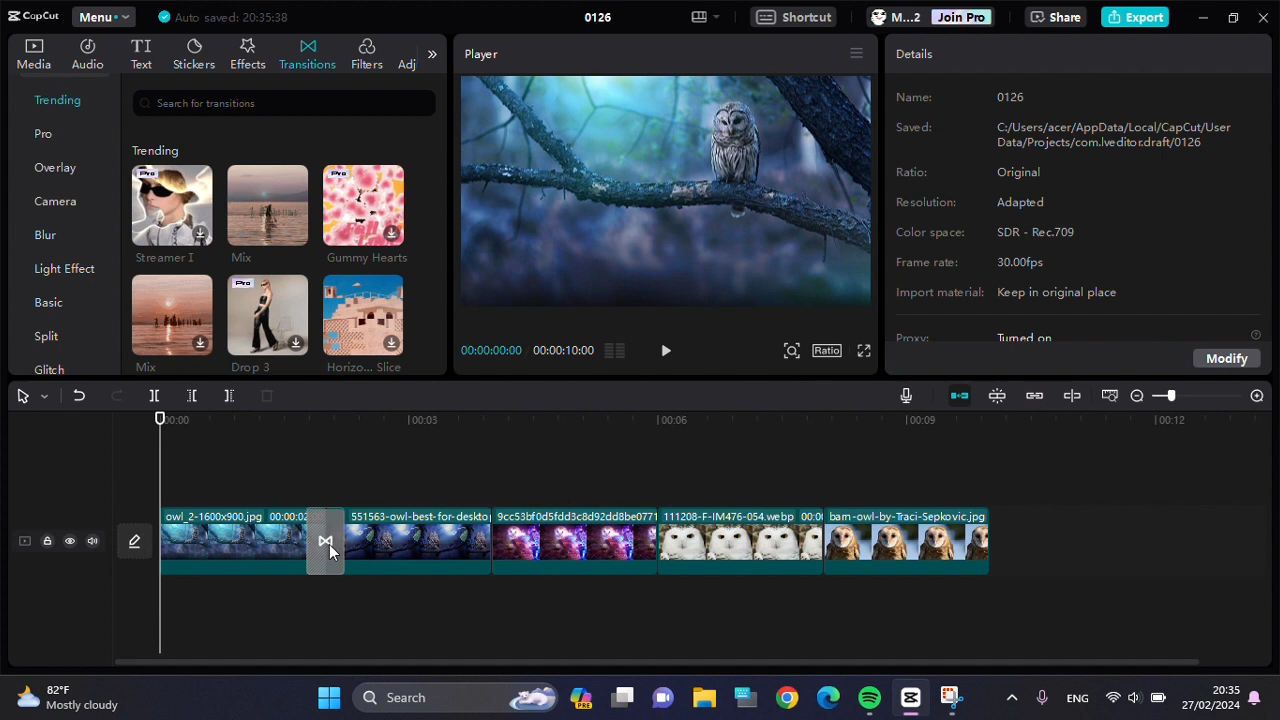 CapCut Menu Auto saved: 20:35:38 0126 Shortcut M...2 Join Pro Share Export
Media Audio Text Stickers Effects Transitions Filters Adj
Trending
Pro
Overlay
Camera
Blur
Light Effect
Basic
Split
Glitch
Search for transitions
Trending
Pro Pro
Streamer I Mix Gummy Hearts
Pro
Mix Drop 3 Horizo... Slice
Player
00:00:00:00 00:00:10:00 Ratio
Details
Name: 0126
Saved: C:/Users/acer/AppData/Local/CapCut/User
Data/Projects/com.lveditor.draft/0126
Ratio: Original
Resolution: Adapted
Color space: SDR - Rec.709
Frame rate: 30.00fps
Import material: Keep in original place
Proxy: Turned on
Modify
00:00 00:03 00:06 00:09 00:12
owl_2-1600x900.jpg 00:00:02 551563-owl-best-for-deskto 9cc53bf0d5fdd3c8d92dd8be0771 111208-F-IM476-054.webp 00:0 barn-owl-by-Traci-Sepkovic.jpg
82°F
Mostly cloudy
Search
PRE
ENG
20:35
27/02/2024